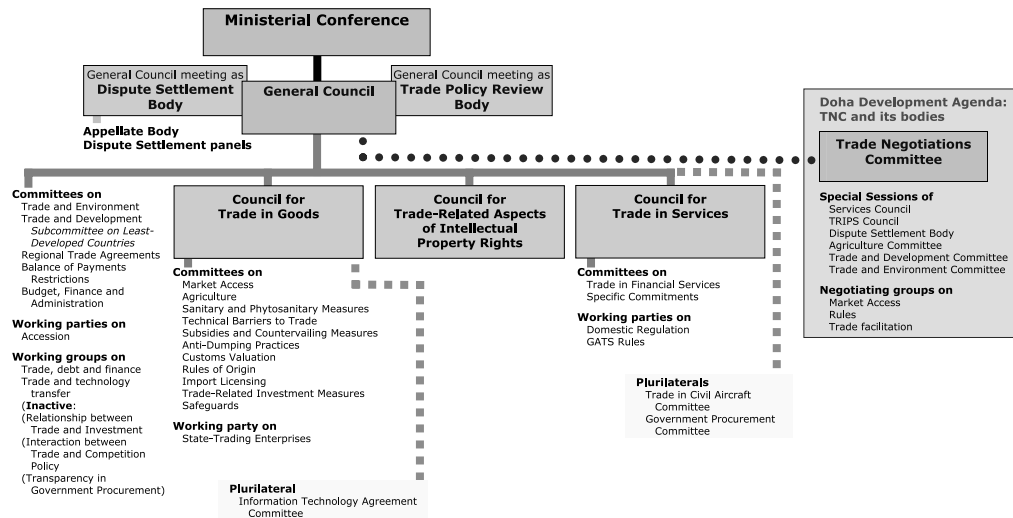 Ministerial Conference
General Council meeting as
Dispute Settlement
Body
General Council
General Council meeting as
Trade Policy Review
Body
Appellate Body
Dispute Settlement panels
Doha Development Agenda:
TNC and its bodies
Trade Negotiations
Committee
Special Sessions of
Services Council
TRIPS Council
Dispute Settlement Body
Agriculture Committee
Trade and Development Committee
Trade and Environment Committee
Negotiating groups on
Market Access
Rules
Trade facilitation
Committees on
Trade and Environment
Trade and Development
Subcommittee on Least-
Developed Countries
Regional Trade Agreements
Balance of Payments
Restrictions
Budget, Finance and
Administration
Working parties on
Accession
Working groups on
Trade, debt and finance
Trade and technology
transfer
(Inactive:
(Relationship between
Trade and Investment
(Interaction between
Trade and Competition
Policy
(Transparency in
Government Procurement)
Council for
Trade in Goods
Committees on
Market Access
Agriculture
Sanitary and Phytosanitary Measures
Technical Barriers to Trade
Subsidies and Countervailing Measures
Anti-Dumping Practices
Customs Valuation
Rules of Origin
Import Licensing
Trade-Related Investment Measures
Safeguards
Working party on
State-Trading Enterprises
Plurilateral
Information Technology Agreement
Committee
Council for
Trade-Related Aspects
of Intellectual
Property Rights
Council for
Trade in Services
Committees on
Trade in Financial Services
Specific Commitments
Working parties on
Domestic Regulation
GATS Rules
Plurilaterals
Trade in Civil Aircraft
Committee
Government Procurement
Committee